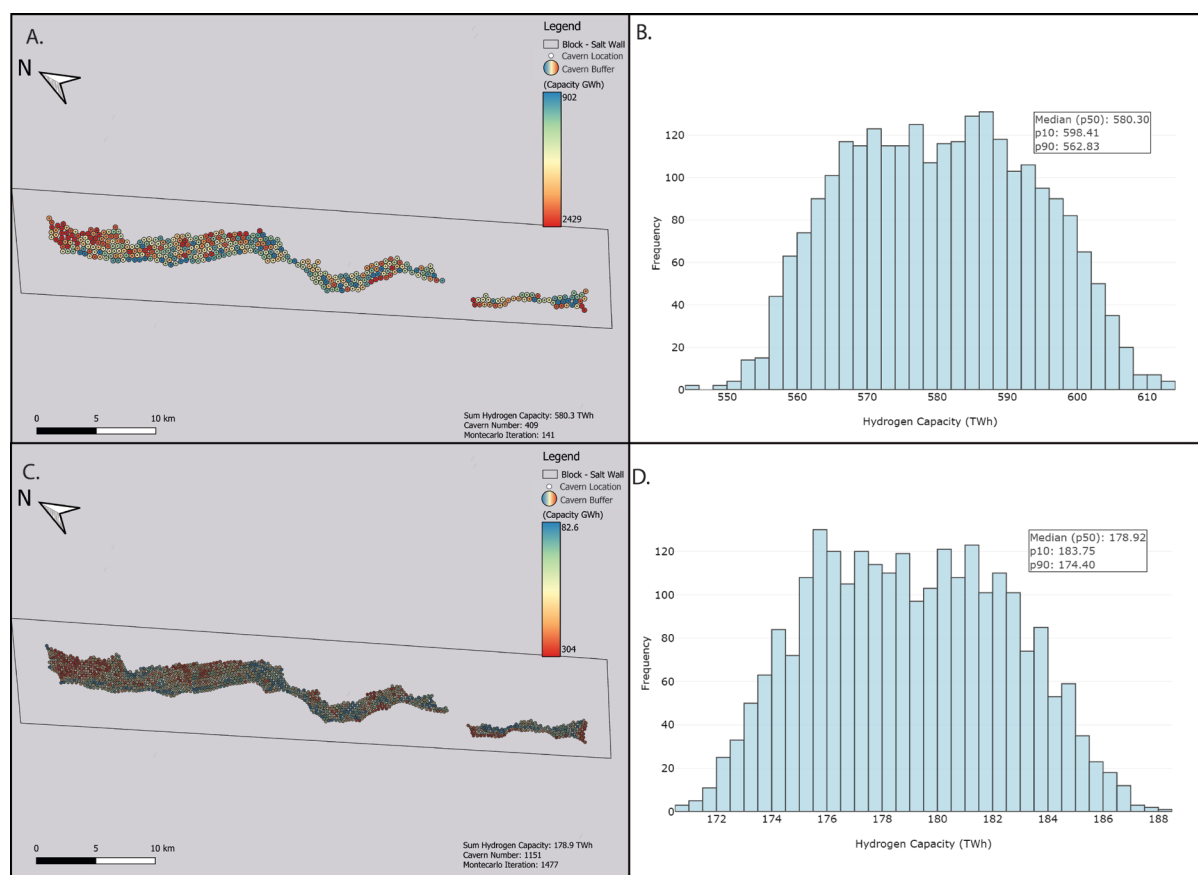 A.
N
Legend
Block - Salt Wall
Cavern Location
Cavern Buffer
(Capacity GWh)
902
2429
0 5 10 km
Sum Hydrogen Capacity: 580.3 TWh
Cavern Number: 409
Montecarlo Iteration: 141
B.
Median (p50): 580.30
p10: 598.41
p90: 562.83
Frequency
120
100
80
60
40
20
0
550 560 570 580 590 600 610
Hydrogen Capacity (TWh)
C.
N
Legend
Block - Salt Wall
Cavern Location
Cavern Buffer
(Capacity GWh)
82.6
304
0 5 10 km
Sum Hydrogen Capacity: 178.9 TWh
Cavern Number: 1151
Montecarlo Iteration: 1477
D.
Median (p50): 178.92
p10: 183.75
p90: 174.40
Frequency
120
100
80
60
40
20
0
172 174 176 178 180 182 184 186 188
Hydrogen Capacity (TWh)